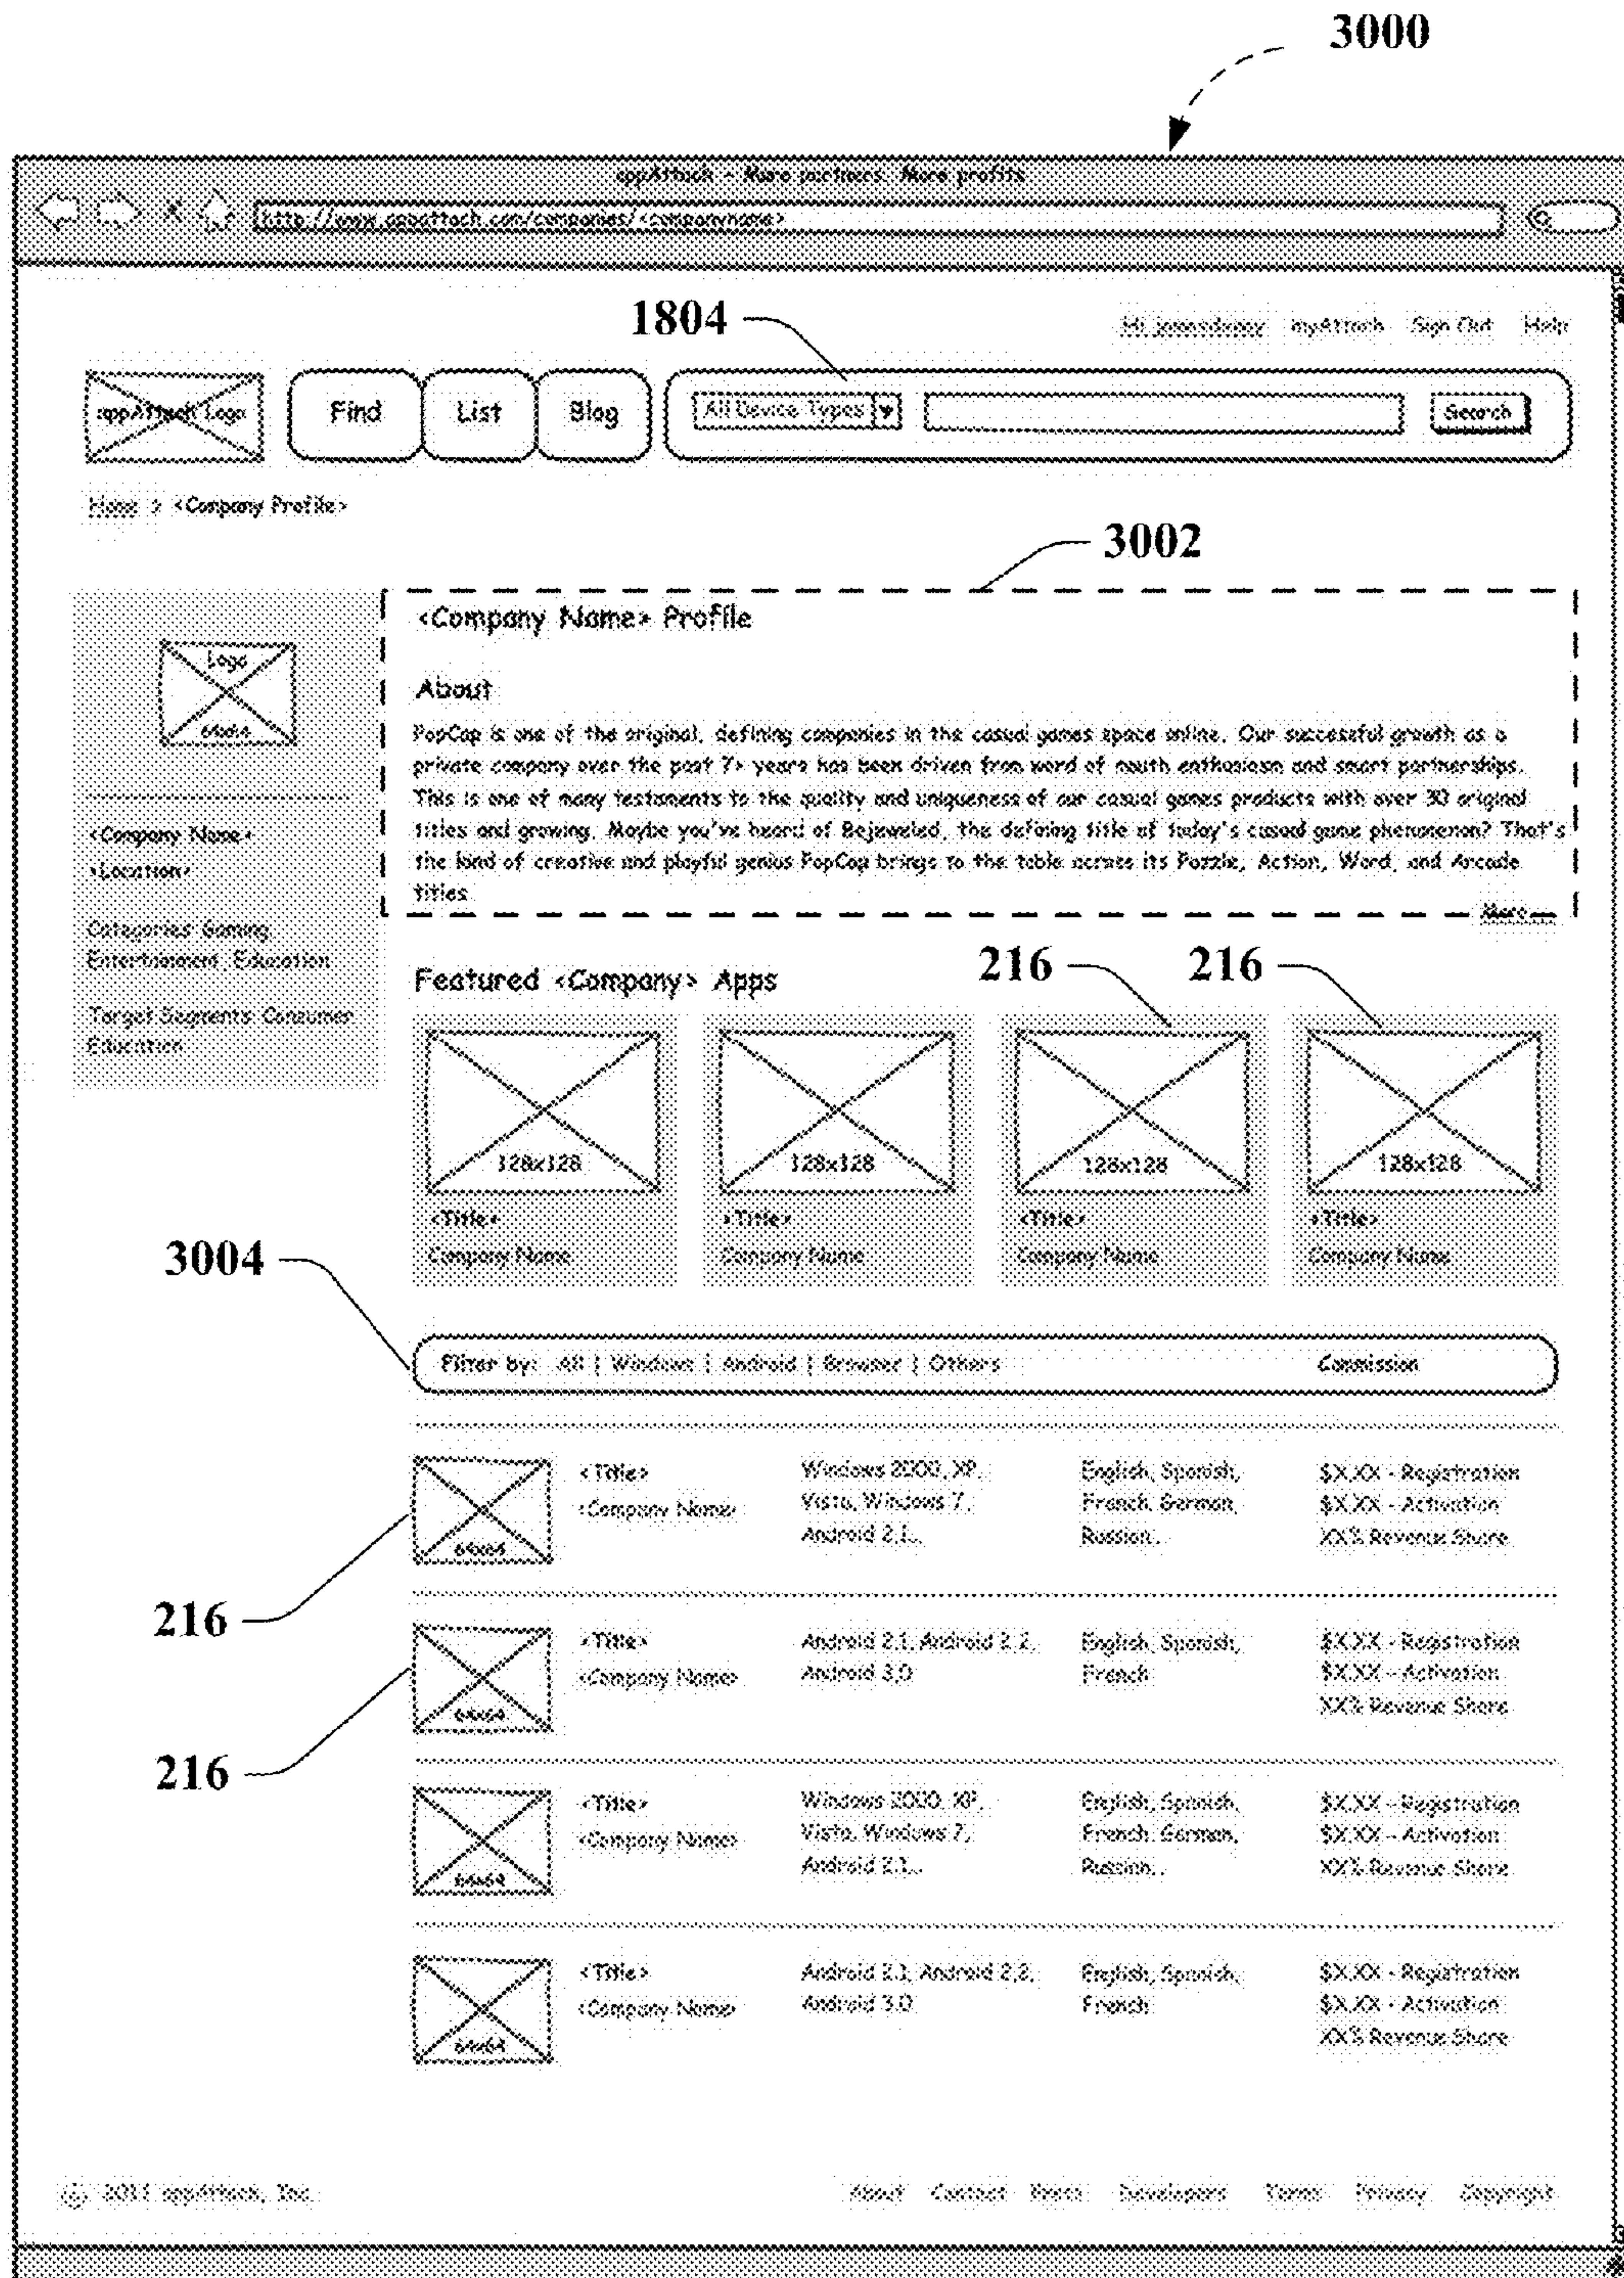 3000
appAttach - More partners. More profits
http://www.appattach.com/companies/<companyname>
1804
Hi jonesdenny myAttach Sign Out Help
appAttach Logo Find List Blog All Device Types Search
Home > <Company Profile>
3002
Logo
64x64
<Company Name>
<Location>
Categories Gaming
Entertainment Education
Target Segments Consumer
Education
<Company Name> Profile
About
PopCap is one of the original, defining companies in the casual games space online. Our successful growth as a
private company over the past 7+ years has been driven from word of mouth enthusiasm and smart partnerships.
This is one of many testaments to the quality and uniqueness of our casual games products with over 30 original
titles and growing. Maybe you've heard of Bejeweled, the defining title of today's casual game phenomenon? That's
the kind of creative and playful genius PopCap brings to the table across its Puzzle, Action, Word, and Arcade
titles
More...
Featured <Company> Apps
216 216
128x128 128x128 128x128 128x128
<Title> <Title> <Title> <Title>
Company Name Company Name Company Name Company Name
3004
Filter by: All | Windows | Android | Browser | Others Commission
64x64
<Title>
<Company Name>
Windows 2000, XP,
Vista, Windows 7,
Android 2.1..
English, Spanish,
French, German,
Russian..
$X.XX - Registration
$X.XX - Activation
XX% Revenue Share
216
64x64
<Title>
<Company Name>
Android 2.1, Android 2.2,
Android 3.0
English, Spanish,
French
$X.XX - Registration
$X.XX - Activation
XX% Revenue Share
216
64x64
<Title>
<Company Name>
Windows 2000, XP,
Vista, Windows 7,
Android 2.1..
English, Spanish,
French, German,
Russian..
$X.XX - Registration
$X.XX - Activation
XX% Revenue Share
64x64
<Title>
<Company Name>
Android 2.1, Android 2.2,
Android 3.0
English, Spanish,
French
$X.XX - Registration
$X.XX - Activation
XX% Revenue Share
© 2011 appAttach, Inc. About Contact Press Developers Terms Privacy Copyright